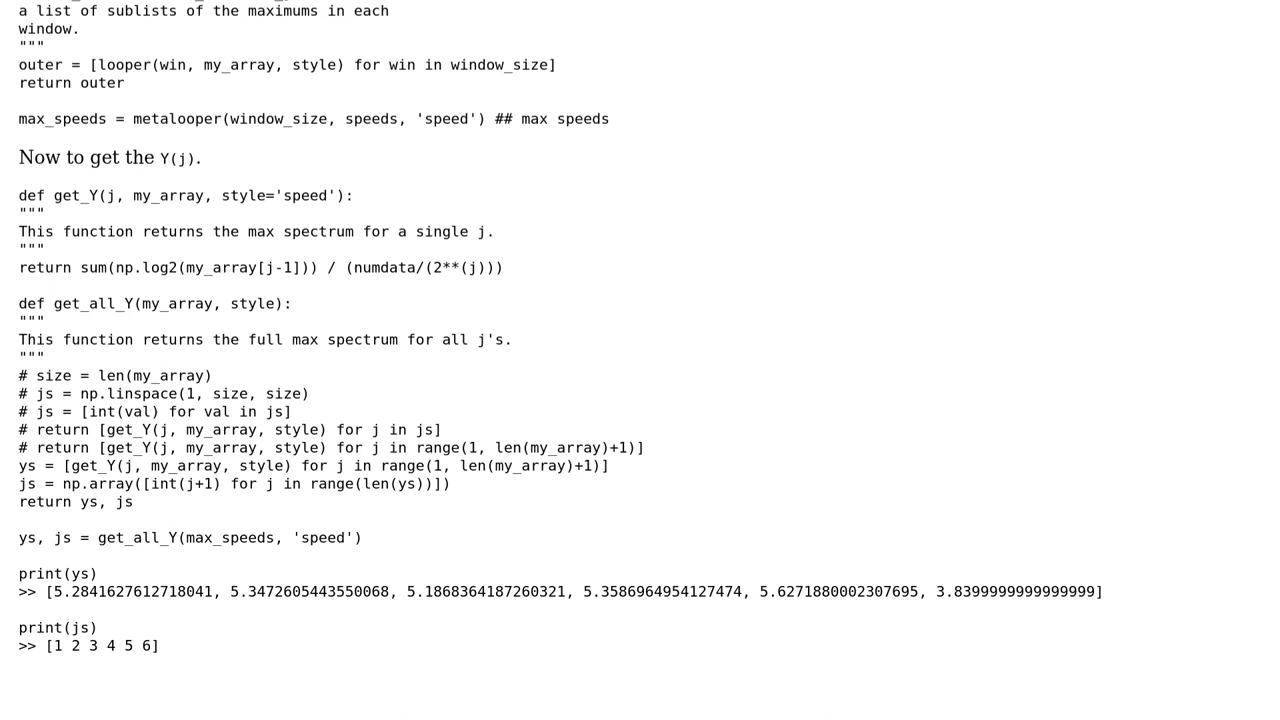 a list of sublists of the maximums in each
window.
"""
outer = [looper(win, my_array, style) for win in window_size]
return outer
max_speeds = metalooper(window_size, speeds, 'speed') ## max speeds
Now to get the Y(j).
def get_Y(j, my_array, style='speed'):
"""
This function returns the max spectrum for a single j.
"""
return sum(np.log2(my_array[j-1])) / (numdata/(2**(j)))
def get_all_Y(my_array, style):
"""
This function returns the full max spectrum for all j's.
"""
# size = len(my_array)
# js = np.linspace(1, size, size)
# js = [int(val) for val in js]
# return [get_Y(j, my_array, style) for j in js]
# return [get_Y(j, my_array, style) for j in range(1, len(my_array)+1)]
ys = [get_Y(j, my_array, style) for j in range(1, len(my_array)+1)]
js = np.array([int(j+1) for j in range(len(ys))])
return ys, js
ys, js = get_all_Y(max_speeds, 'speed')
print(ys)
>> [5.2841627612718041, 5.3472605443550068, 5.1868364187260321, 5.3586964954127474, 5.6271880002307695, 3.8399999999999999]
print(js)
>> [1 2 3 4 5 6]